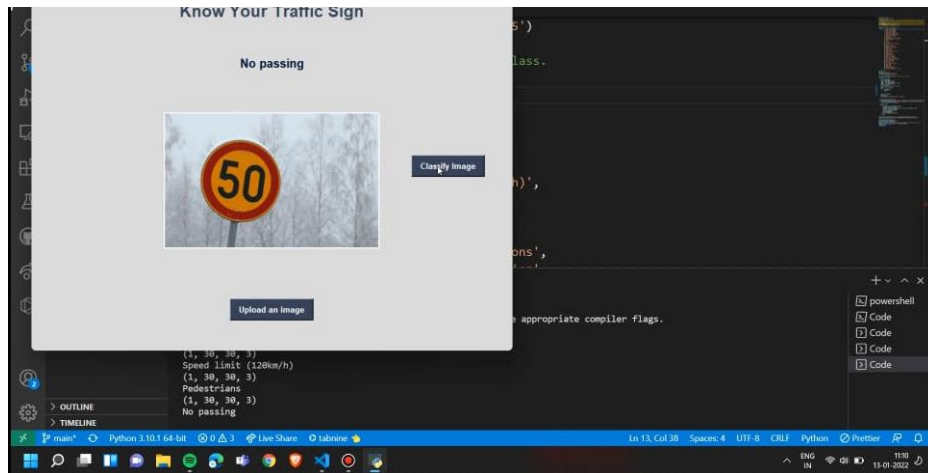 Know Your Traffic Sign
No passing
50
Classify Image
Upload an image
5')
lass.
h)',
ons',
appropriate compiler flags.
(1, 30, 30, 3)
Speed limit (120km/h)
(1, 30, 30, 3)
Pedestrians
(1, 30, 30, 3)
No passing
powershell
Code
Code
Code
Code
OUTLINE
TIMELINE
main* Python 3.10.1 64-bit 0 3 Live Share tabnine Ln 13, Col 38 Spaces: 4 UTF-8 CRLF Python Prettier
ENG
IN
11:10
13-01-2022